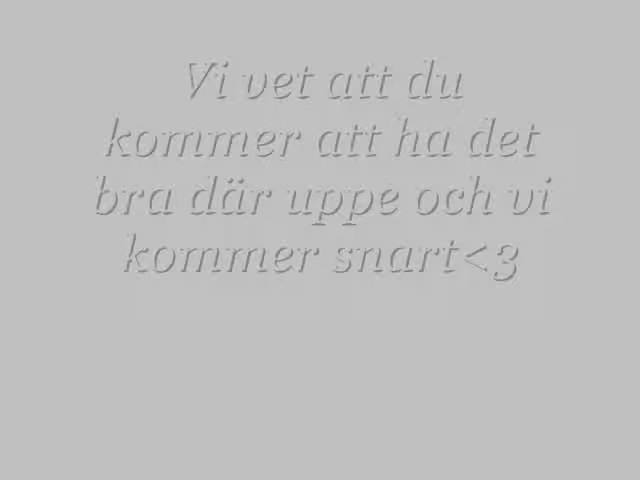 Vi vet att du
kommer att ha det
bra där uppe och vi
kommer snart<3